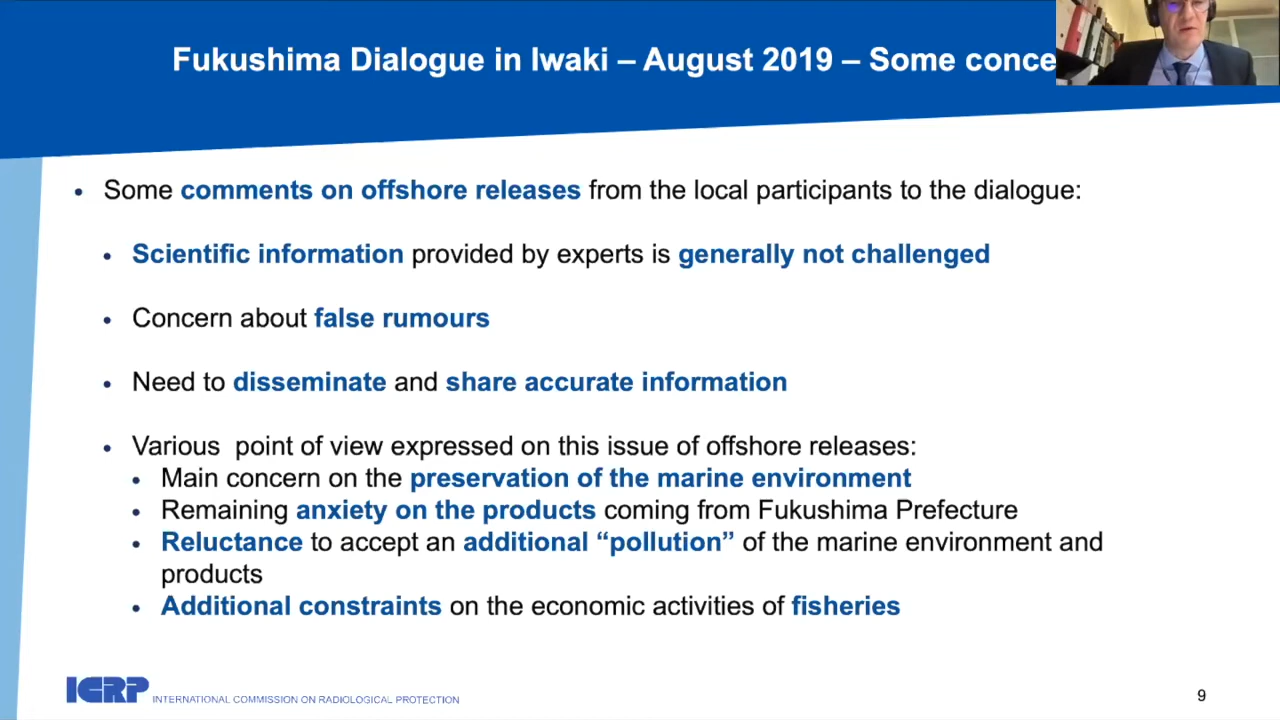 Fukushima Dialogue in Iwaki – August 2019 – Some conce
• Some comments on offshore releases from the local participants to the dialogue:
• Scientific information provided by experts is generally not challenged
• Concern about false rumours
• Need to disseminate and share accurate information
• Various point of view expressed on this issue of offshore releases:
• Main concern on the preservation of the marine environment
• Remaining anxiety on the products coming from Fukushima Prefecture
• Reluctance to accept an additional “pollution” of the marine environment and
products
• Additional constraints on the economic activities of fisheries
ICRP INTERNATIONAL COMMISSION ON RADIOLOGICAL PROTECTION
9